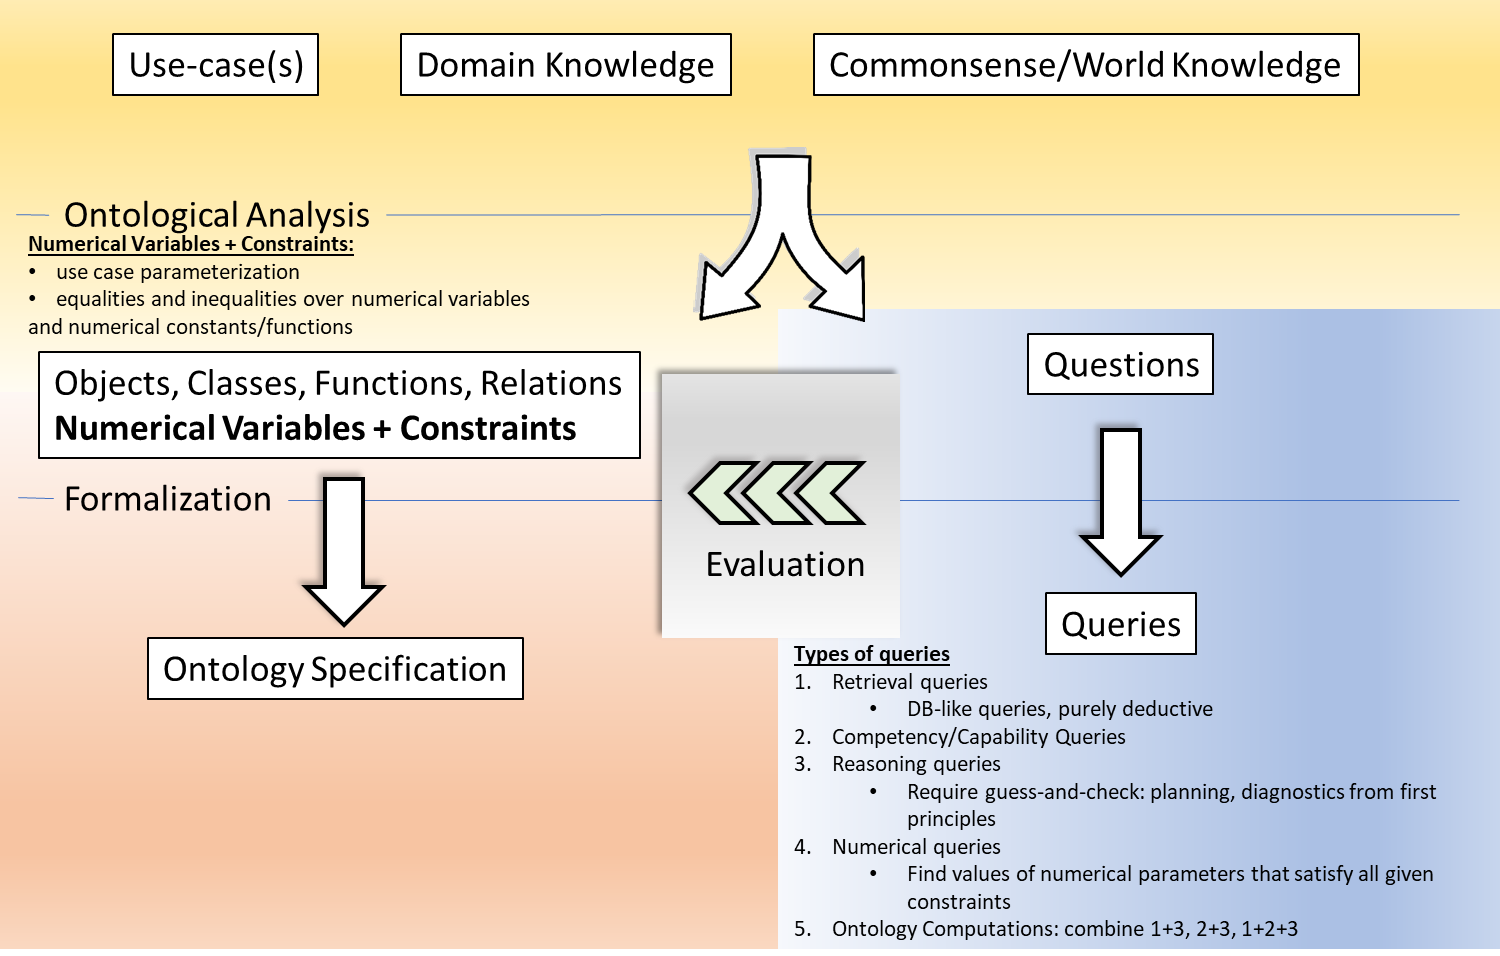 Use-case(s)
Domain Knowledge
Commonsense/World Knowledge
Ontological Analysis
Numerical Variables + Constraints:
• use case parameterization
• equalities and inequalities over numerical variables
and numerical constants/functions
Objects, Classes, Functions, Relations
Numerical Variables + Constraints
Formalization
Ontology Specification
Evaluation
Questions
Queries
Types of queries
1. Retrieval queries
• DB-like queries, purely deductive
2. Competency/Capability Queries
3. Reasoning queries
• Require guess-and-check: planning, diagnostics from first
principles
4. Numerical queries
• Find values of numerical parameters that satisfy all given
constraints
5. Ontology Computations: combine 1+3, 2+3, 1+2+3